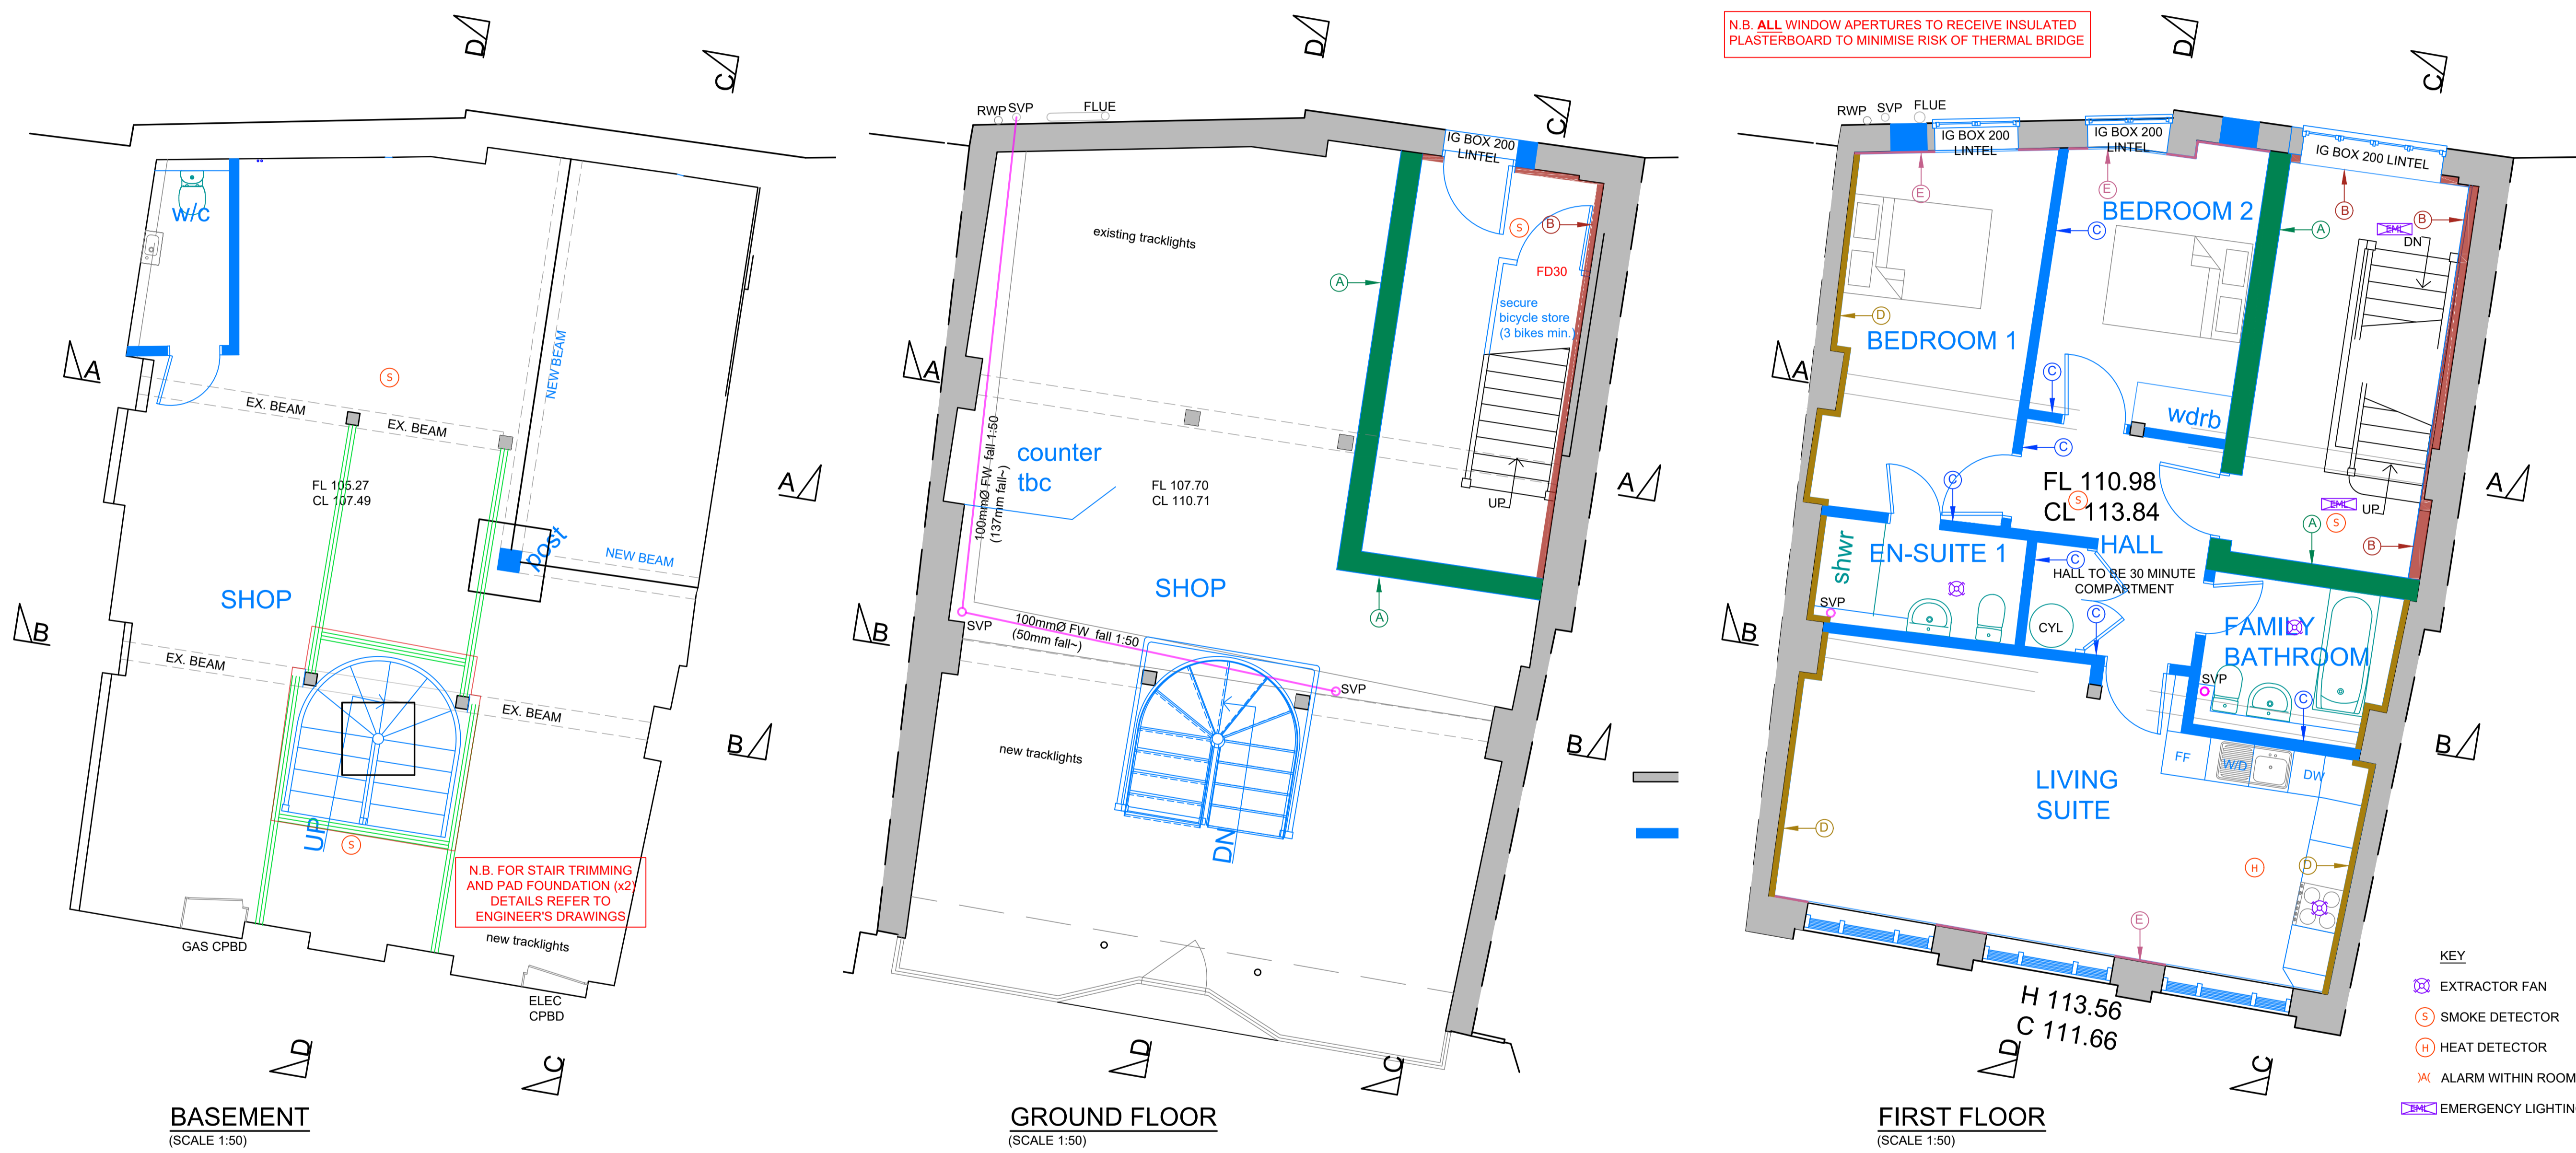 D
C
w/c
NEW BEAM
A
S
EX. BEAM
EX. BEAM
A
FL 105.27
CL 107.49
post
NEW BEAM
SHOP
B
EX. BEAM
EX. BEAM
B
UP
S
N.B. FOR STAIR TRIMMING
AND PAD FOUNDATION (x2)
DETAILS REFER TO
ENGINEER'S DRAWINGS
new tracklights
GAS CPBD
ELEC
CPBD
D
C
BASEMENT
(SCALE 1:50)
D
C
RWP
SVP
FLUE
IG BOX 200
LINTEL
existing tracklights
S
B
FD30
A
secure
bicycle store
(3 bikes min.)
A
counter
tbc
100mmØ FW fall 1:50
(137mm fall~)
FL 107.70
CL 110.71
UP
A
SHOP
A
SVP
100mmØ FW fall 1:50
(50mm fall~)
B
SVP
new tracklights
B
DN
D
C
GROUND FLOOR
(SCALE 1:50)
N.B. ALL WINDOW APERTURES TO RECEIVE INSULATED
PLASTERBOARD TO MINIMISE RISK OF THERMAL BRIDGE
D
C
RWP
SVP
FLUE
IG BOX 200
LINTEL
IG BOX 200
LINTEL
IG BOX 200 LINTEL
E
E
BEDROOM 2
B
B
C
A
EML
DN
D
BEDROOM 1
A
C
wdrb
C
C
FL 110.98
S
CL 113.84
EML
UP
A
S
A
B
HALL
EN-SUITE 1
shwr
C
HALL TO BE 30 MINUTE
COMPARTMENT
SVP
CYL
C
FAMILY
BATHROOM
B
SVP
C
B
FF
W/D
DW
LIVING
SUITE
D
H
D
E
H 113.56
C 111.66
D
C
KEY
EXTRACTOR FAN
S SMOKE DETECTOR
H HEAT DETECTOR
)A( ALARM WITHIN ROOM
EML EMERGENCY LIGHTIN
FIRST FLOOR
(SCALE 1:50)